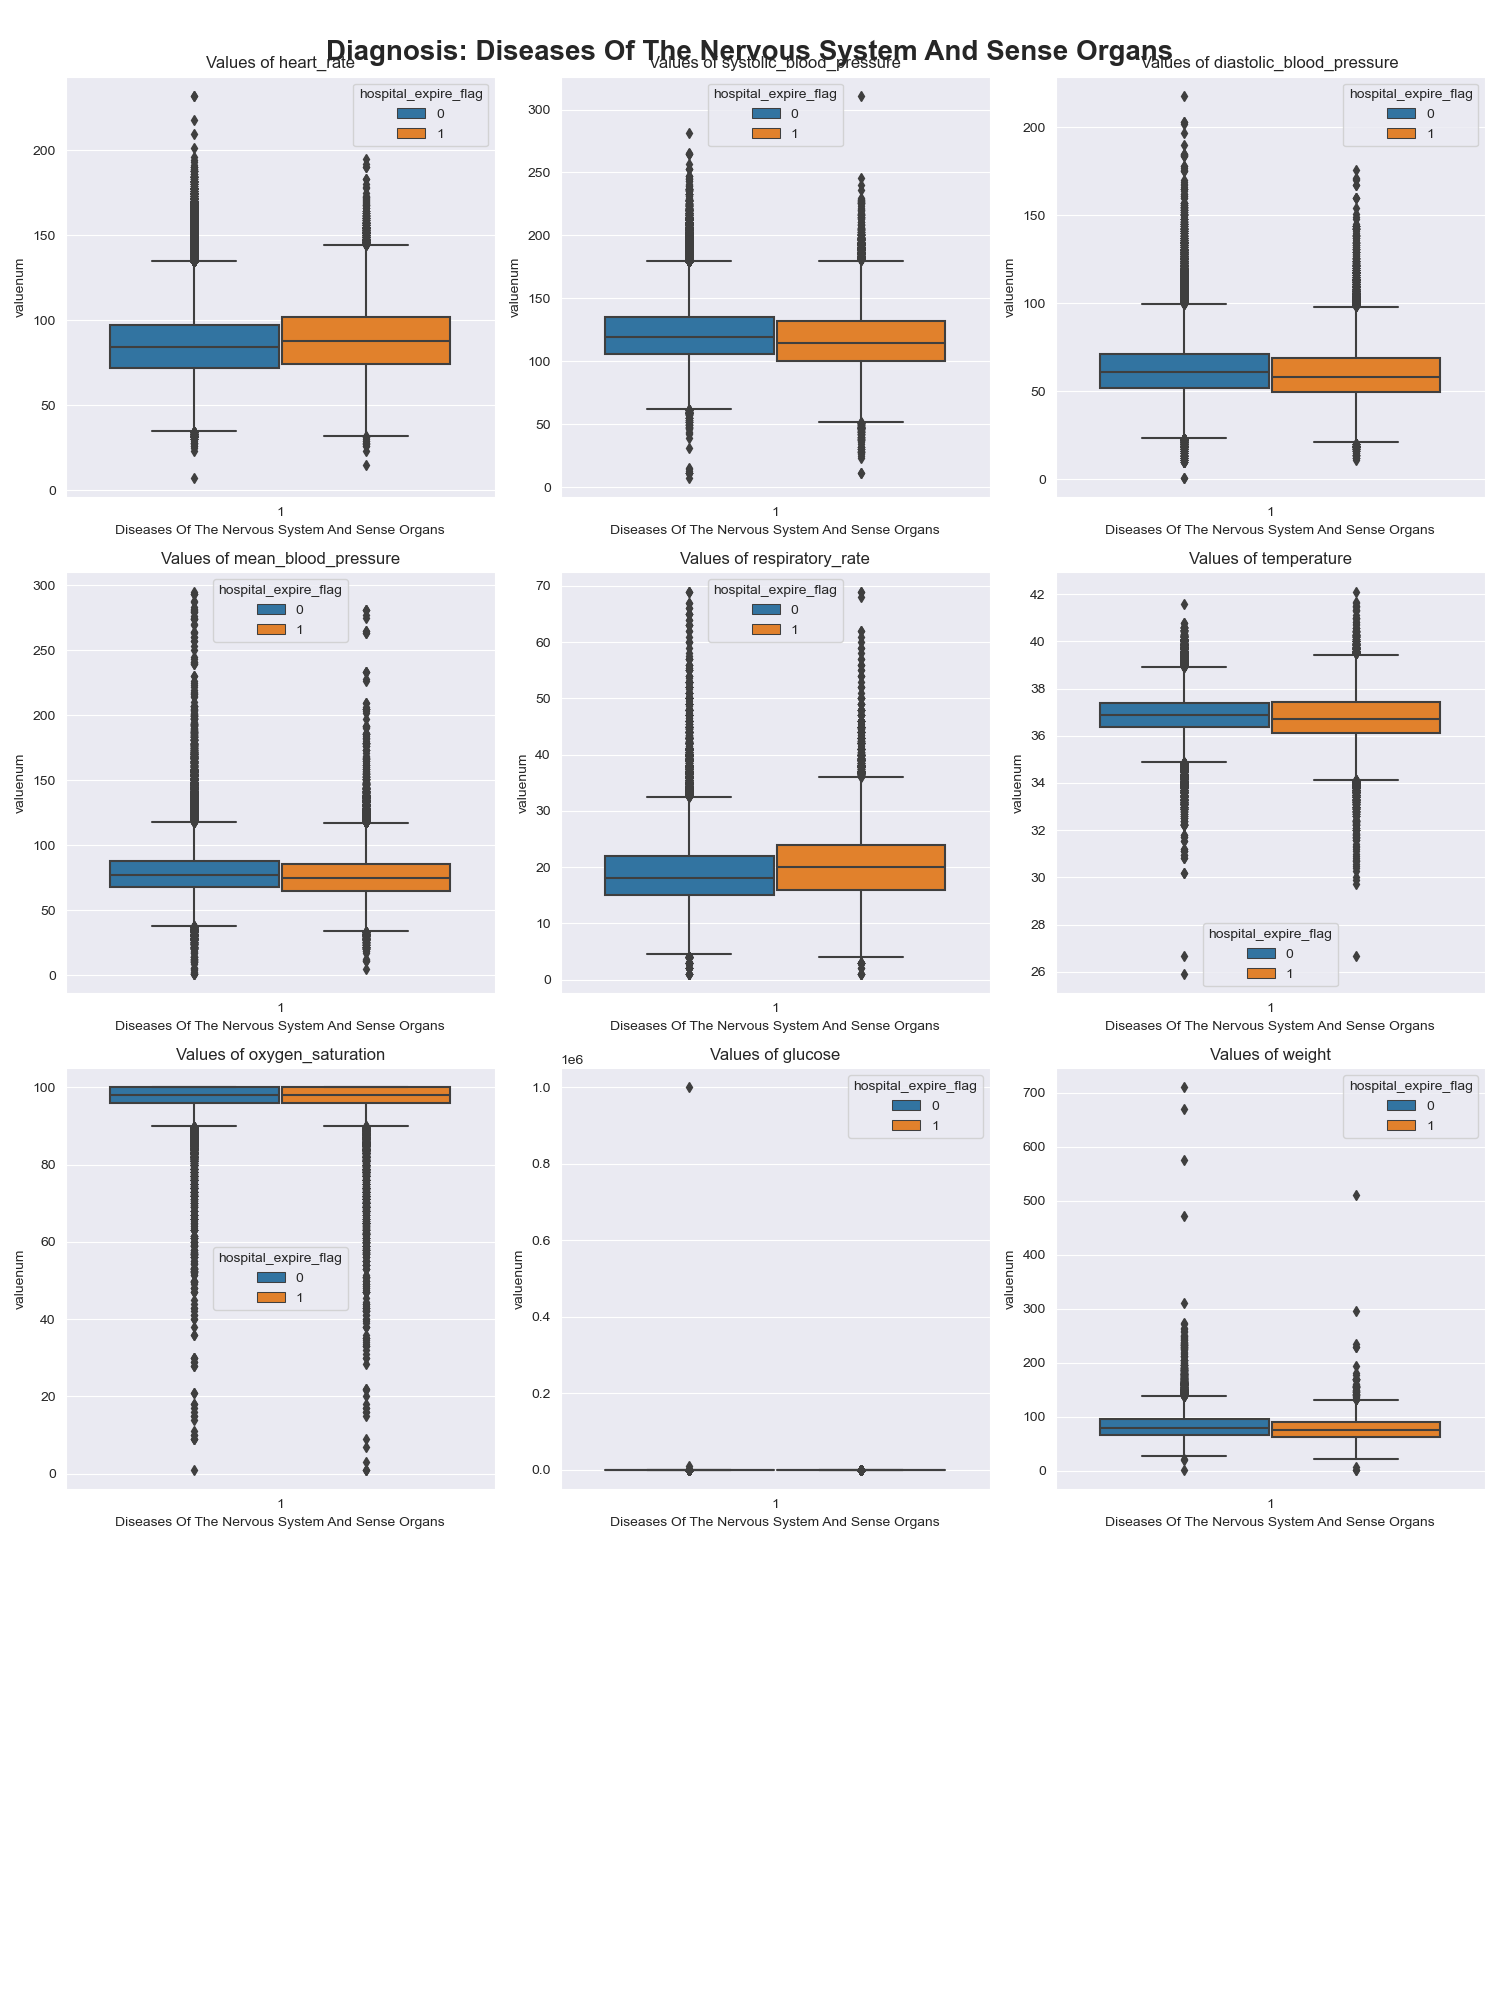 Diagnosis: Diseases Of The Nervous System And Sense Organs
Values of heart_rate
hospital_expire_flag
0
1
200
150
100
50
0
valuenum
1
Diseases Of The Nervous System And Sense Organs
Values of systolic_blood_pressure
hospital_expire_flag
0
1
300
250
200
150
100
50
0
valuenum
1
Diseases Of The Nervous System And Sense Organs
Values of diastolic_blood_pressure
hospital_expire_flag
0
1
200
150
100
50
0
valuenum
1
Diseases Of The Nervous System And Sense Organs
Values of mean_blood_pressure
hospital_expire_flag
0
1
300
250
200
150
100
50
0
valuenum
1
Diseases Of The Nervous System And Sense Organs
Values of respiratory_rate
hospital_expire_flag
0
1
70
60
50
40
30
20
10
0
valuenum
1
Diseases Of The Nervous System And Sense Organs
Values of temperature
42
40
38
36
34
32
30
28
26
valuenum
hospital_expire_flag
0
1
1
Diseases Of The Nervous System And Sense Organs
Values of oxygen_saturation
100
80
60
40
20
0
valuenum
hospital_expire_flag
0
1
1
Diseases Of The Nervous System And Sense Organs
Values of glucose
1e6
hospital_expire_flag
0
1
1.0
0.8
0.6
0.4
0.2
0.0
valuenum
1
Diseases Of The Nervous System And Sense Organs
Values of weight
hospital_expire_flag
0
1
700
600
500
400
300
200
100
0
valuenum
1
Diseases Of The Nervous System And Sense Organs